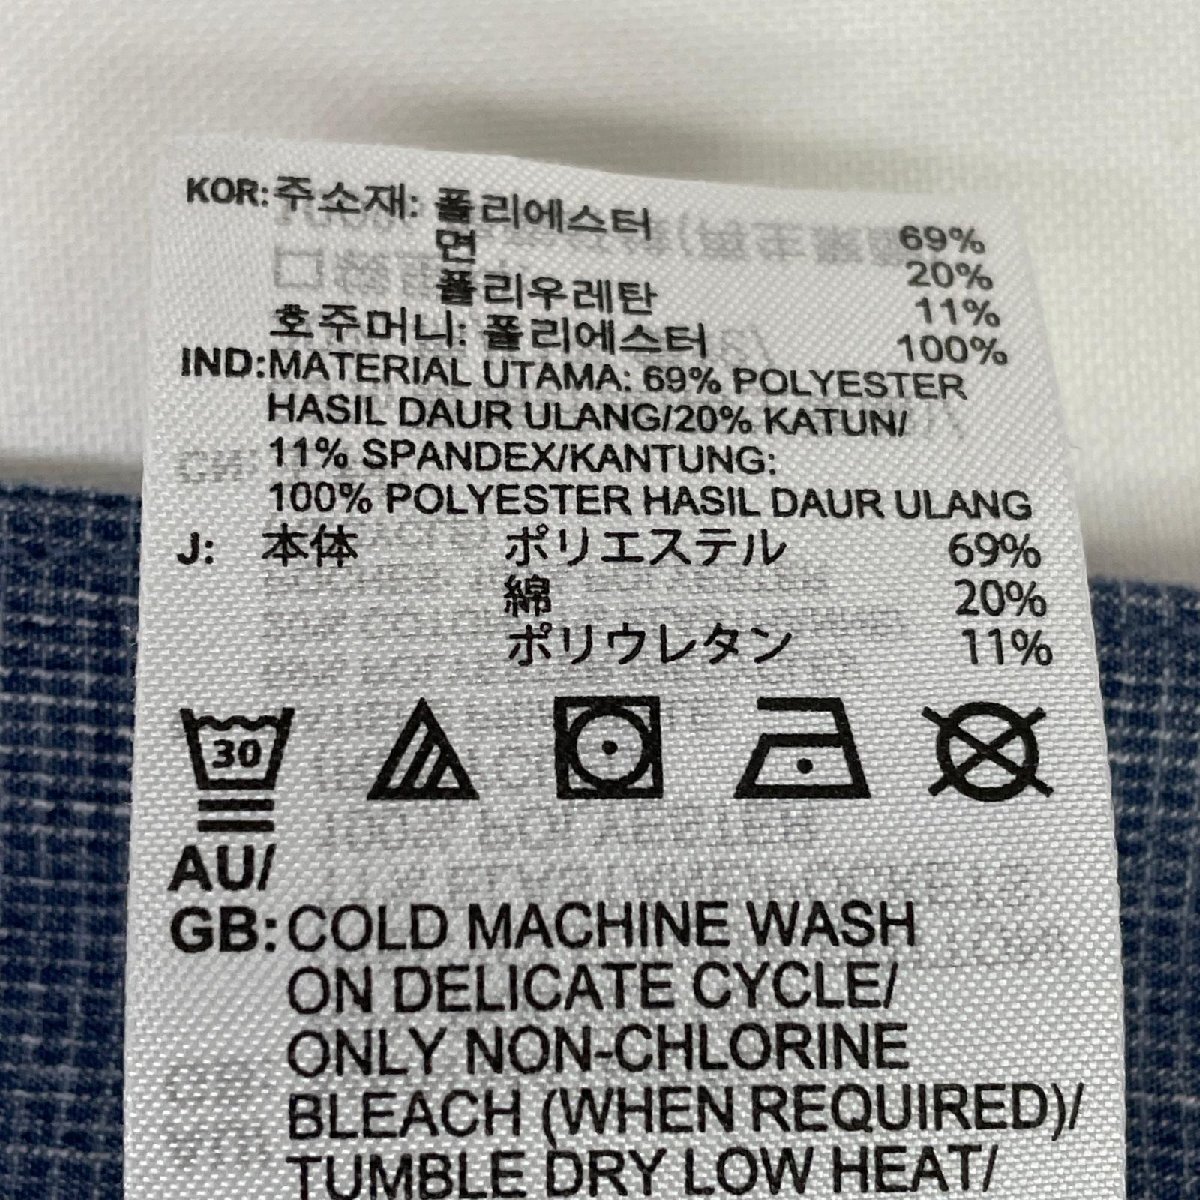 KOR: 주소재: 폴리에스터 69%
면 20%
폴리우레탄 11%
호주머니: 폴리에스터 100%
IND: MATERIAL UTAMA: 69% POLYESTER
HASIL DAUR ULANG/20% KATUN/
11% SPANDEX/KANTUNG:
100% POLYESTER HASIL DAUR ULANG
J: 本体 ポリエステル 69%
綿 20%
ポリウレタン 11%
30
AU/
GB: COLD MACHINE WASH
ON DELICATE CYCLE/
ONLY NON-CHLORINE
BLEACH (WHEN REQUIRED)/
TUMBLE DRY LOW HEAT/